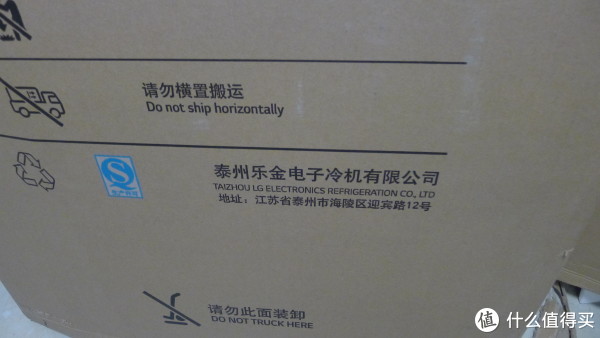 请勿横置搬运
Do not ship horizontally
泰州乐金电子冷机有限公司
TAIZHOU LG ELECTRONICS REFRIGERATION CO., LTD
地址：江苏省泰州市海陵区迎宾路12号
请勿此面装卸
DO NOT TRUCK HERE
值 什么值得买